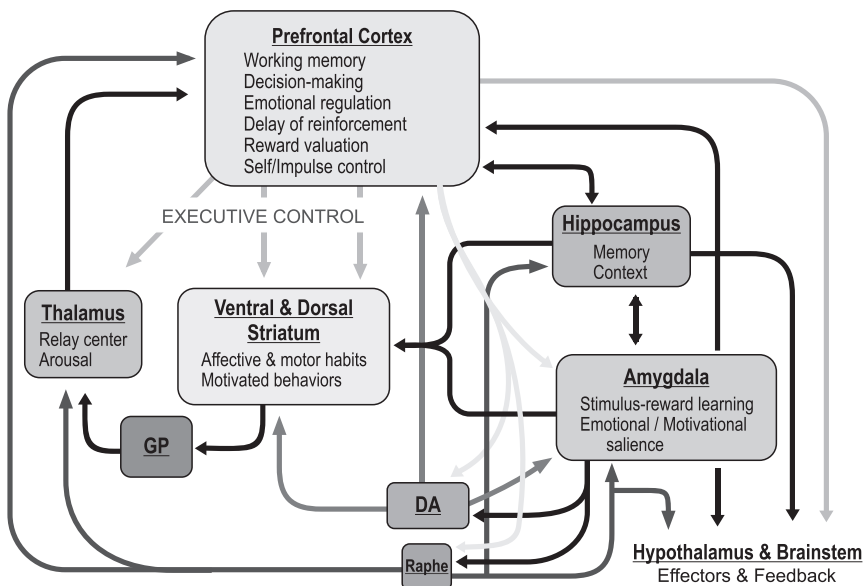 Prefrontal Cortex
Working memory
Decision-making
Emotional regulation
Delay of reinforcement
Reward valuation
Self/Impulse control
EXECUTIVE CONTROL
Hippocampus
Memory
Context
Thalamus
Relay center
Arousal
Ventral & Dorsal
Striatum
Affective & motor habits
Motivated behaviors
Amygdala
Stimulus-reward learning
Emotional / Motivational
salience
GP
DA
Raphe
Hypothalamus & Brainstem
Effectors & Feedback